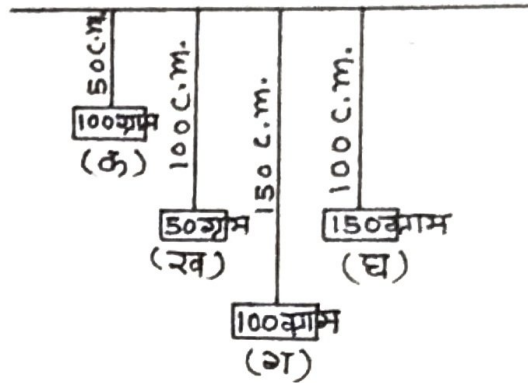 50 C.m.
100 ग्राम
(क)
100 C.m.
50 ग्राम
(ख)
150 C.m.
100 ग्राम
(ग)
100 C.m.
150 ग्राम
(घ)